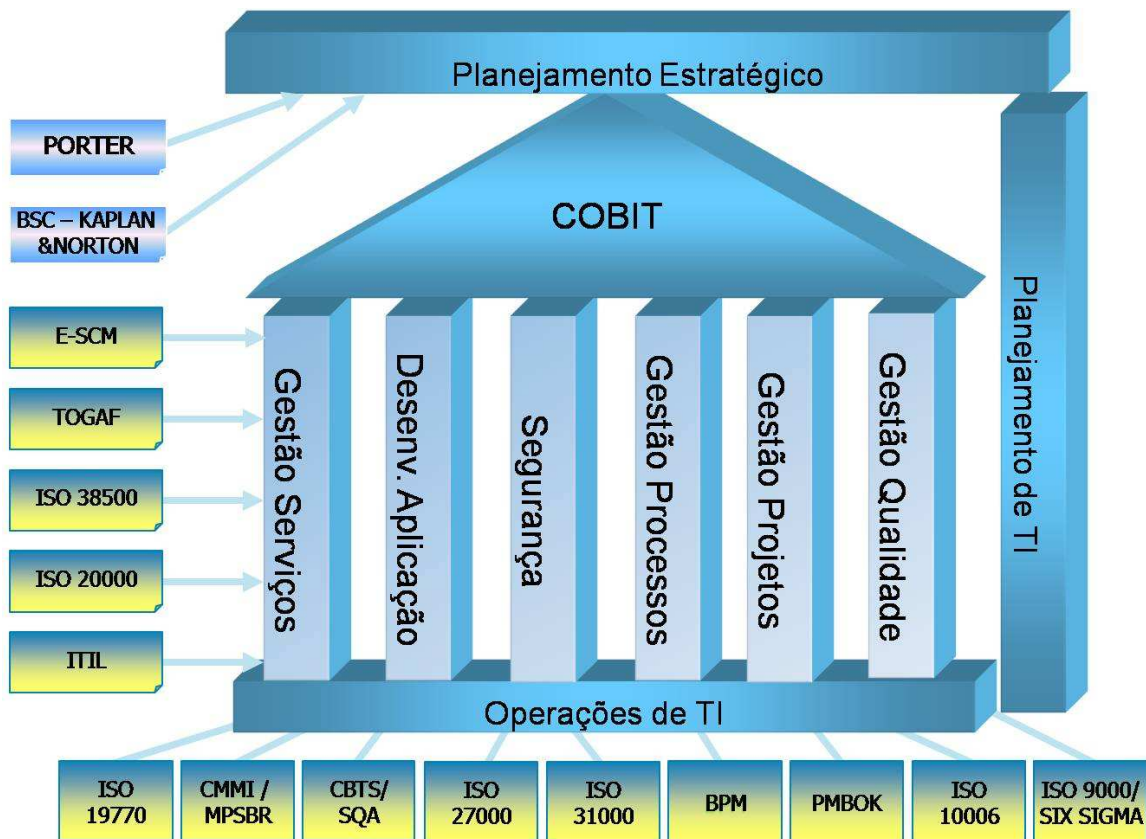 Planejamento Estratégico
PORTER
BSC – KAPLAN
&NORTON
COBIT
E-SCM
TOGAF
ISO 38500
ISO 20000
ITIL
Gestão Serviços
Desenv. Aplicação
Segurança
Gestão Processos
Gestão Projetos
Gestão Qualidade
Planejamento de TI
Operações de TI
ISO
19770
CMMI /
MPSBR
CBTS/
SQA
ISO
27000
ISO
31000
BPM
PMBOK
ISO
10006
ISO 9000/
SIX SIGMA